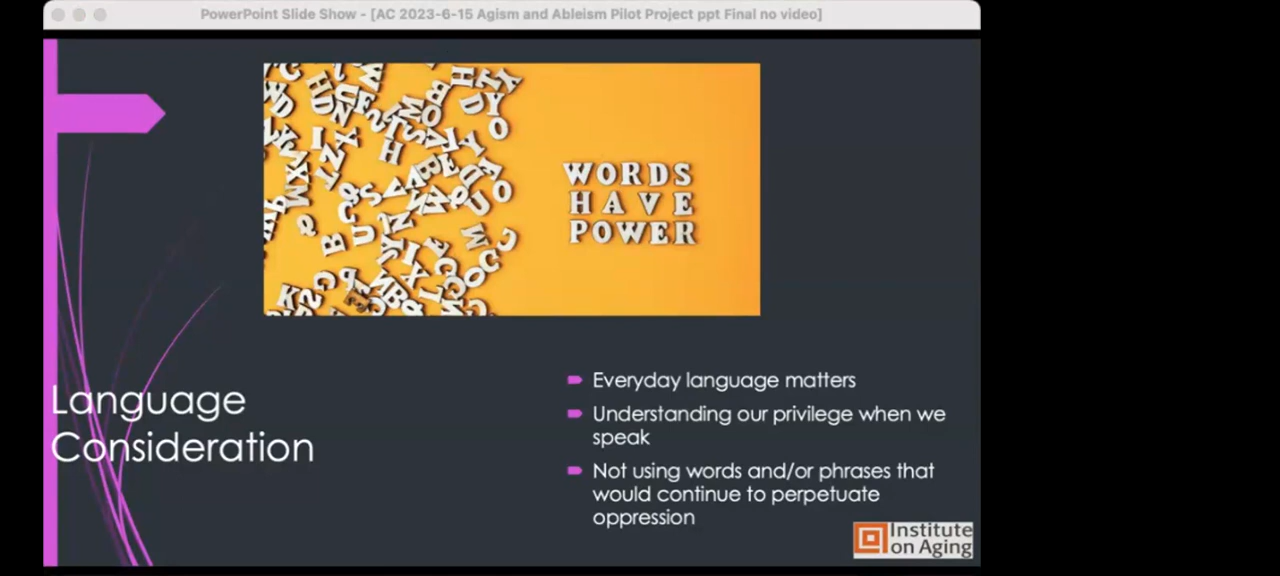 PowerPoint Slide Show - [AC 2023-6-15 Agism and Ableism Pilot Project ppt Final no video]
WORDS
HAVE
POWER
Language
Consideration
Everyday language matters
Understanding our privilege when we
speak
Not using words and/or phrases that
would continue to perpetuate
oppression
Institute
on Aging